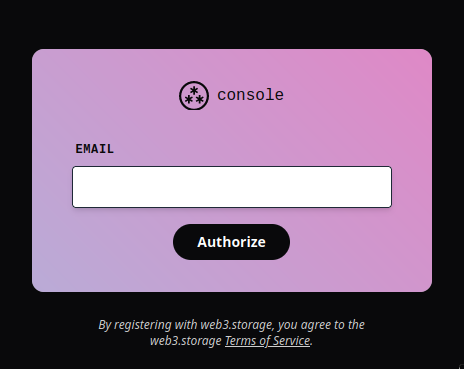 console
EMAIL
Authorize
By registering with web3.storage, you agree to the
web3.storage Terms of Service.